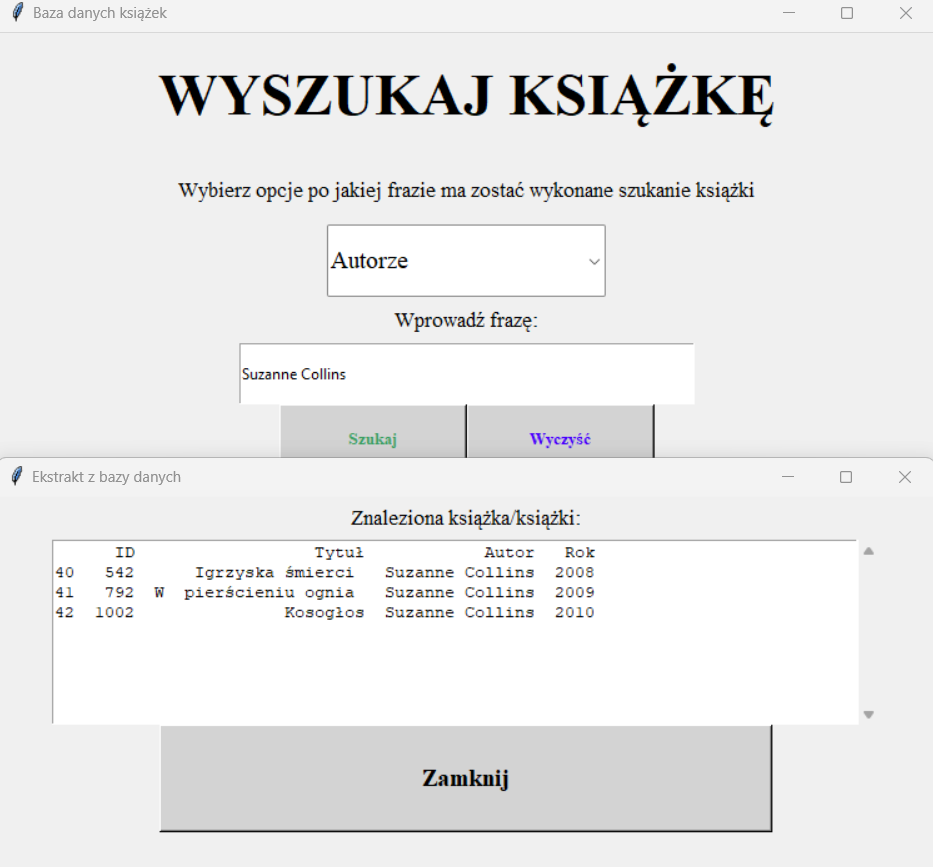 Baza danych książek
WYSZUKAJ KSIĄŻKĘ
Wybierz opcje po jakiej frazie ma zostać wykonane szukanie książki
Autorze
Wprowadź frazę:
Suzanne Collins
Szukaj Wyczyść
Ekstrakt z bazy danych
Znaleziona książka/książki:
ID Tytuł Autor Rok
40 542 Igrzyska śmierci Suzanne Collins 2008
41 792 W pierścieniu ognia Suzanne Collins 2009
42 1002 Kosogłos Suzanne Collins 2010
Zamknij